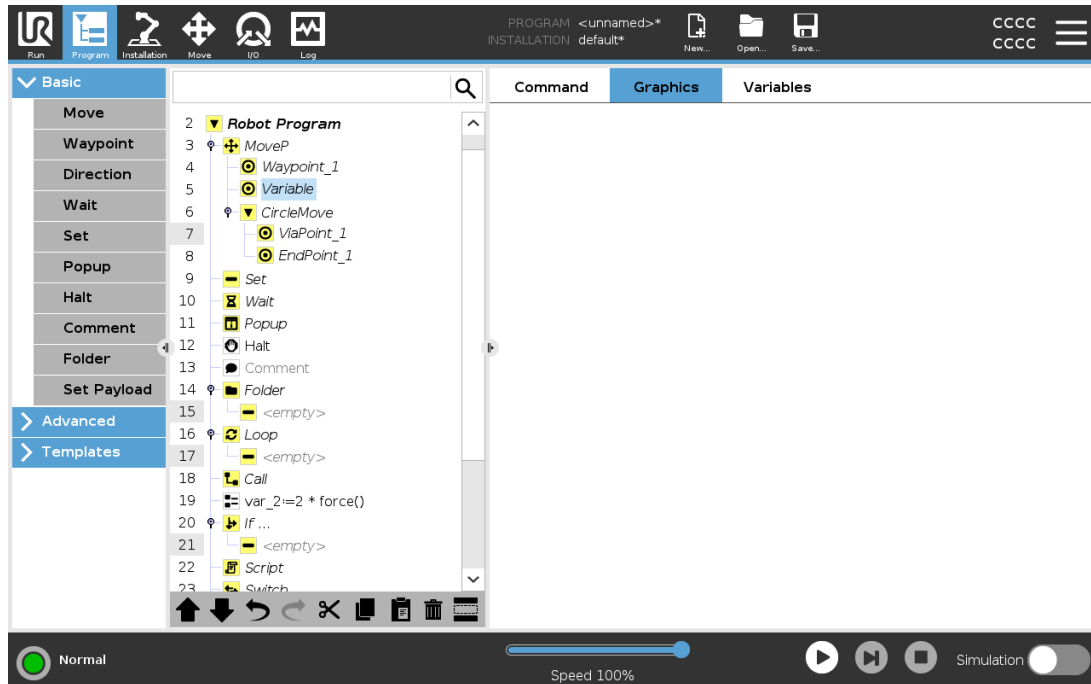 UR
PROGRAM <unnamed>*
INSTALLATION default*
CCCC
CCCC
Run
Program
Installation
Move
I/O
Log
New...
Open...
Save...
Basic
Move
Waypoint
Direction
Wait
Set
Popup
Halt
Comment
Folder
Set Payload
Advanced
Templates
2 Robot Program
3 MoveP
4 Waypoint_1
5 Variable
6 CircleMove
7 ViaPoint_1
8 EndPoint_1
9 Set
10 Wait
11 Popup
12 Halt
13 Comment
14 Folder
15 <empty>
16 Loop
17 <empty>
18 Call
19 var_2:=2 * force()
20 If ...
21 <empty>
22 Script
23 Switch
Command
Graphics
Variables
Normal
Speed 100%
Simulation